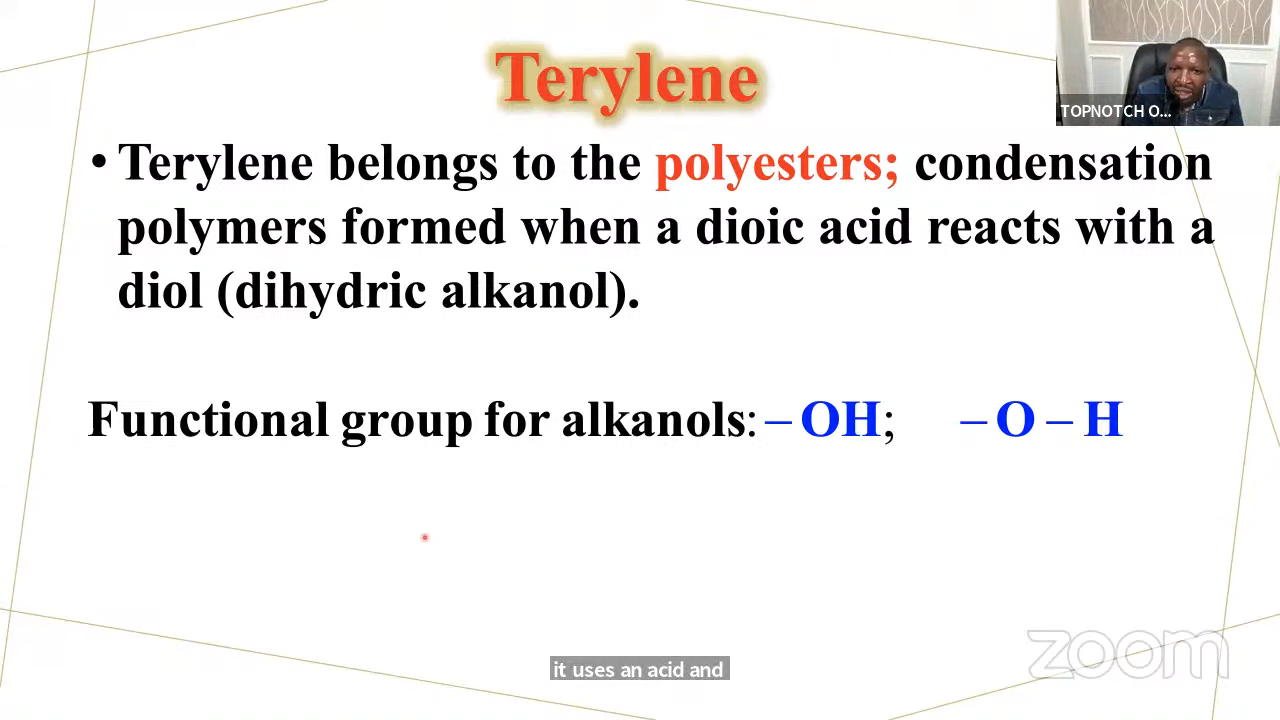 Terylene
TOPNOTCH O...
• Terylene belongs to the polyesters; condensation
polymers formed when a dioic acid reacts with a
diol (dihydric alkanol).
Functional group for alkanols: – OH; – O – H
zoom
it uses an acid and